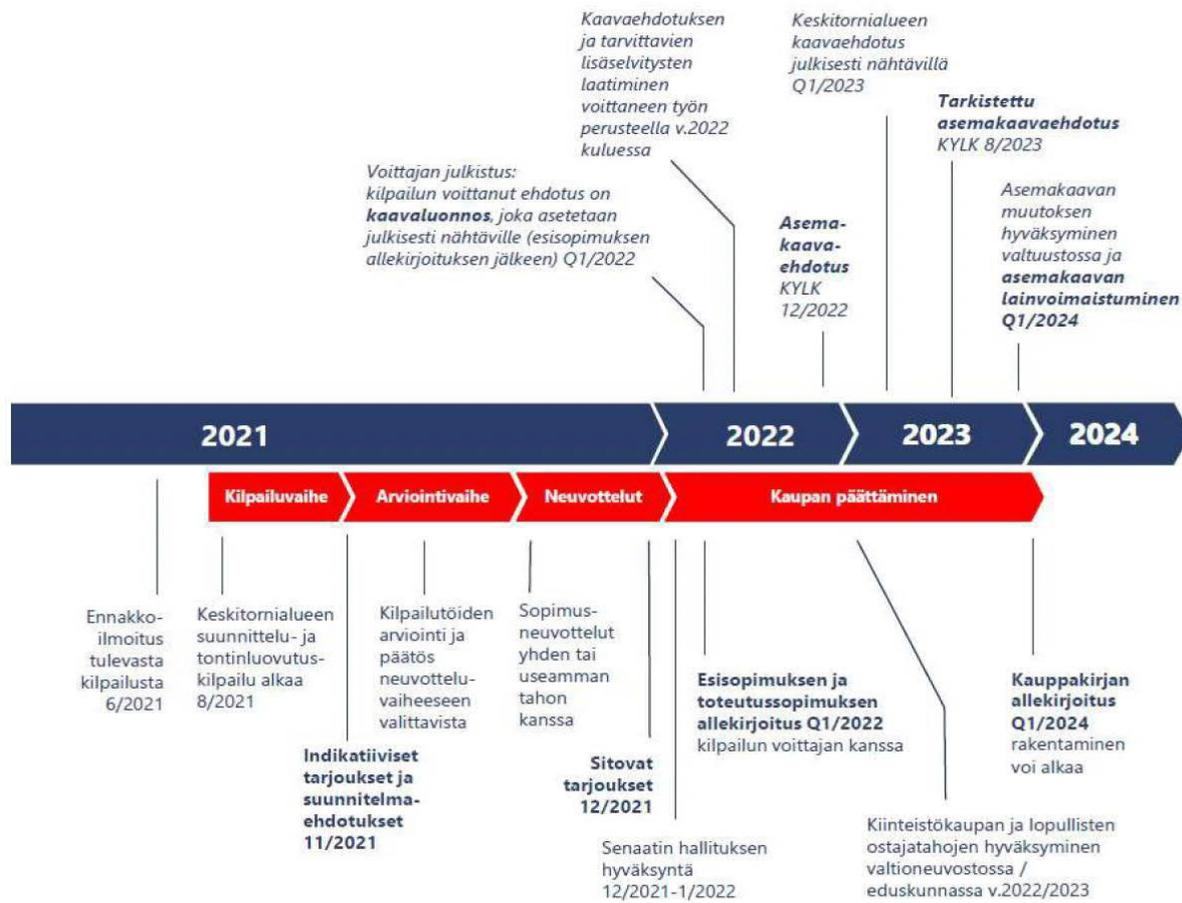 Kaavaehdotuksen
ja tarvittavien
lisäselvitysten
laatiminen
voittaneen työn
perusteella v.2022
kuluessa
Keskitornialueen
kaavaehdotus
julkisesti nähtävillä
Q1/2023
Tarkistettu
asemakaavaehdotus
KYLK 8/2023
Voittajan julkistus:
kilpailun voittanut ehdotus on
kaavaluonnos, joka asetetaan
julkisesti nähtäville (esisopimuksen
allekirjoituksen jälkeen) Q1/2022
Asema-
kaava-
ehdotus
KYLK
12/2022
Asemakaavan
muutoksen
hyväksyminen
valtuustossa ja
asemakaavan
lainvoimaistuminen
Q1/2024
2021
2022
2023
2024
Kilpailuvaihe
Arviointivaihe
Neuvottelut
Kaupan päättäminen
Ennakko-
ilmoitus
tulevasta
kilpailusta
6/2021
Keskitornialueen
suunnittelu- ja
tontinluovutus-
kilpailu alkaa
8/2021
Indikatiiviset
tarjoukset ja
suunnitelma-
ehdotukset
11/2021
Kilpailutöiden
arviointi ja
päätös
neuvottelu-
vaiheeseen
valittavista
Sopimus-
neuvottelut
yhden tai
useamman
tahon
kanssa
Sitovat
tarjoukset
12/2021
Senaatin hallituksen
hyväksyntä
12/2021-1/2022
Esisopimuksen ja
toteutussopimuksen
allekirjoitus Q1/2022
kilpailun voittajan kanssa
Kiinteistökaupan ja lopullisten
ostajatahojen hyväksyminen
valtioneuvostossa /
eduskunnassa v.2022/2023
Kauppakirjan
allekirjoitus
Q1/2024
rakentaminen
voi alkaa